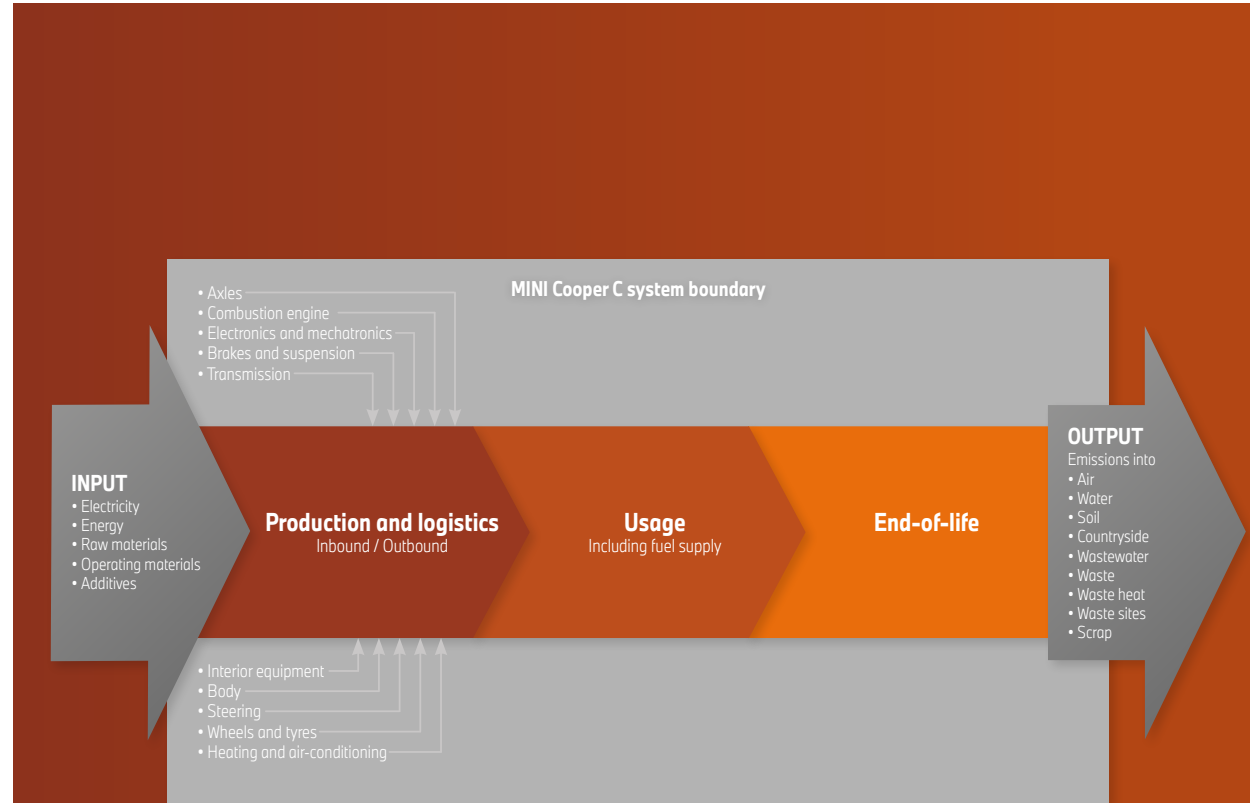 MINI Cooper C system boundary
• Axles
• Combustion engine
• Electronics and mechatronics
• Brakes and suspension
• Transmission
INPUT
• Electricity
• Energy
• Raw materials
• Operating materials
• Additives
Production and logistics
Inbound / Outbound
Usage
Including fuel supply
End-of-life
OUTPUT
Emissions into
• Air
• Water
• Soil
• Countryside
• Wastewater
• Waste
• Waste heat
• Waste sites
• Scrap
• Interior equipment
• Body
• Steering
• Wheels and tyres
• Heating and air-conditioning